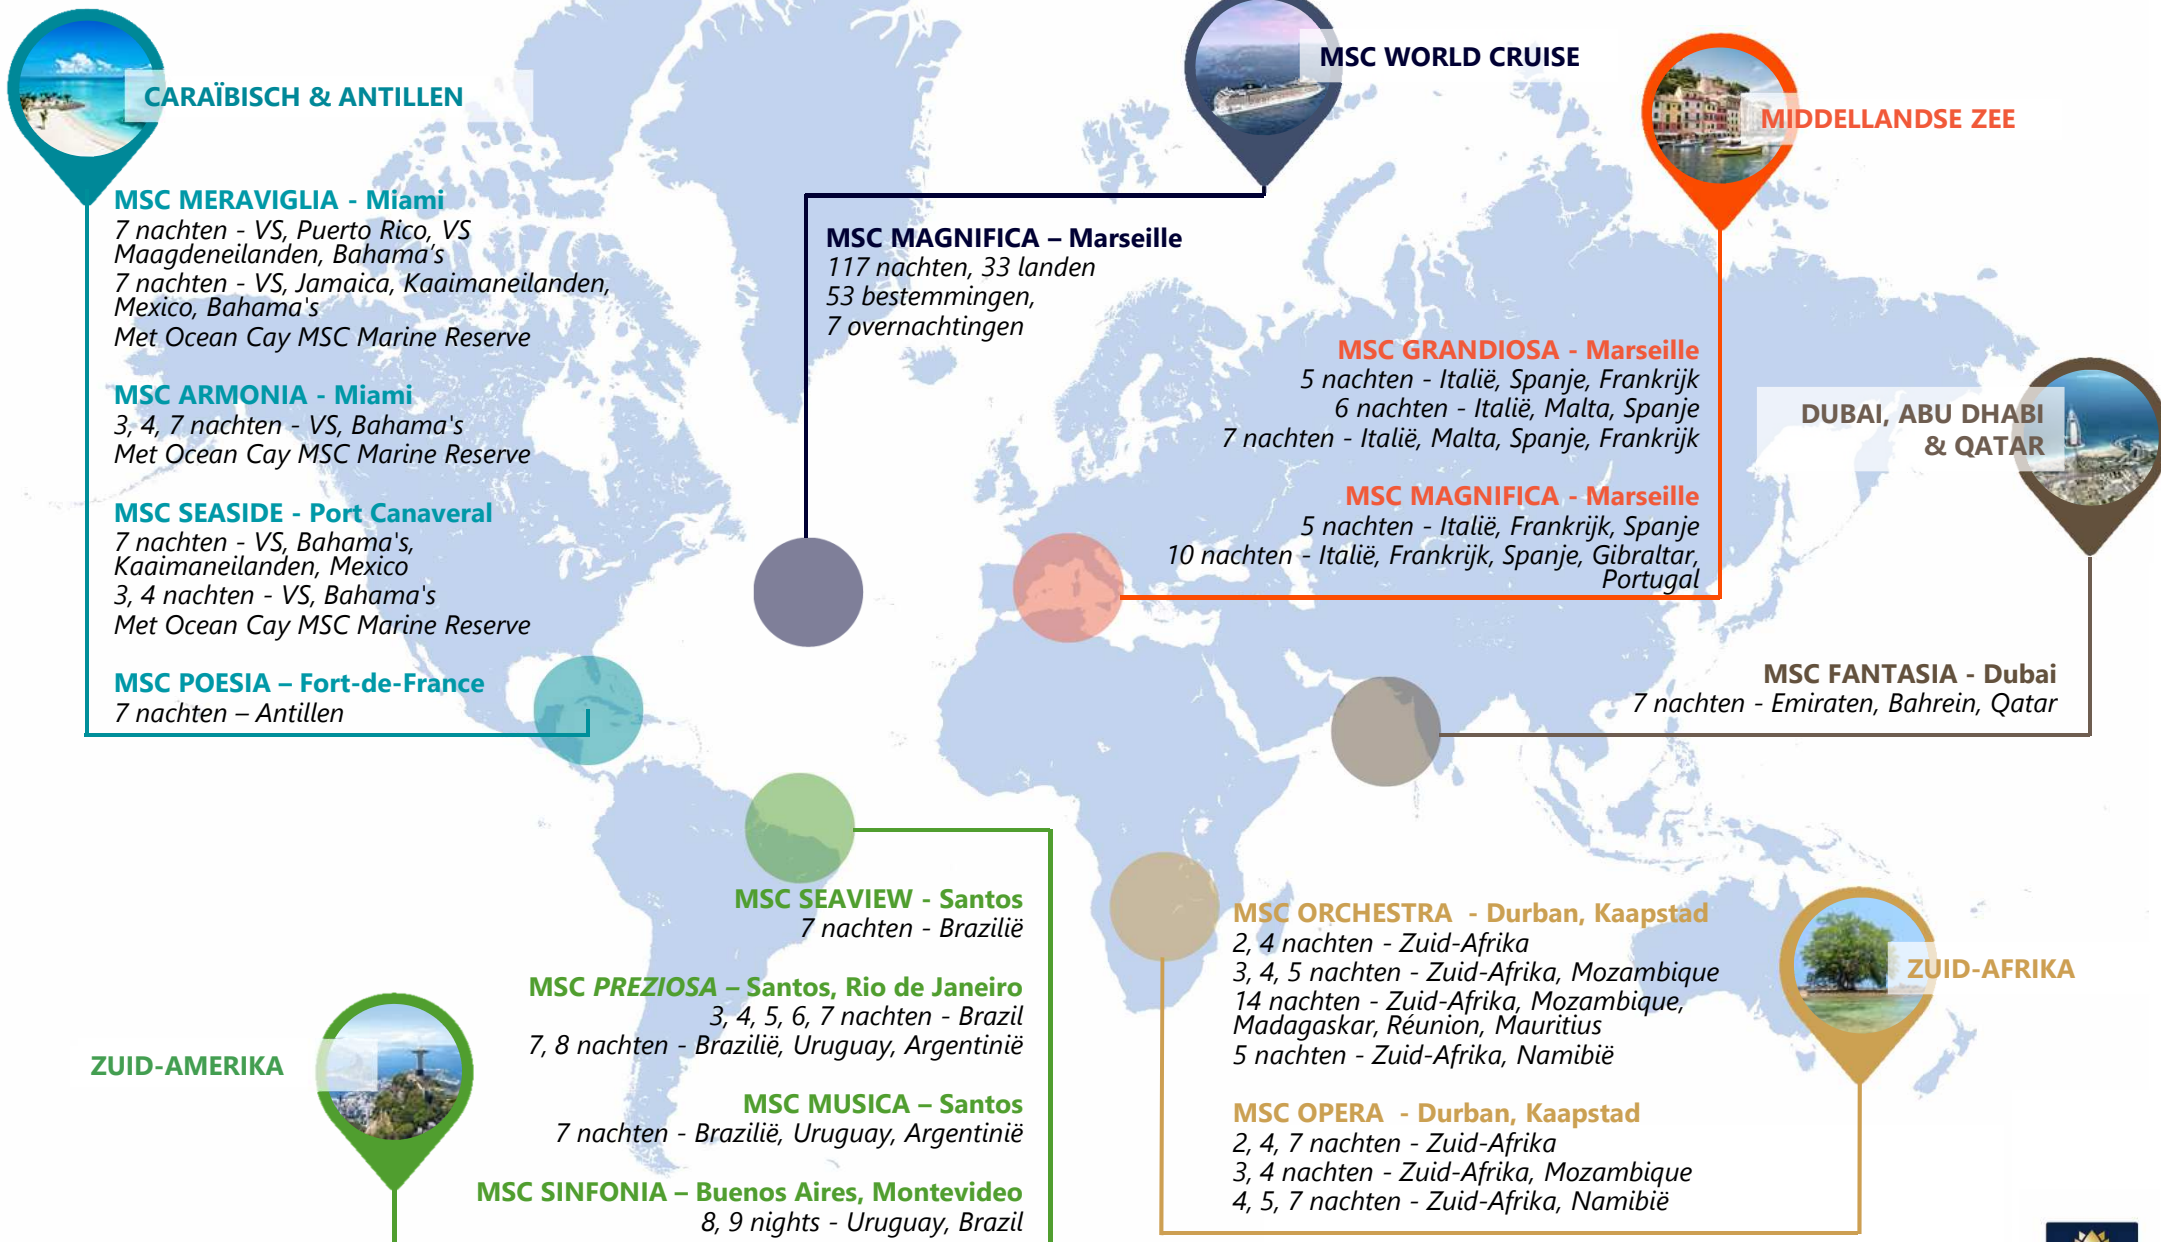 CARAÏBISCH & ANTILLEN
MSC MERAVIGLIA - Miami
7 nachten - VS, Puerto Rico, VS
Maagdeneilanden, Bahama's
7 nachten - VS, Jamaica, Kaaimaneilanden,
Mexico, Bahama's
Met Ocean Cay MSC Marine Reserve
MSC ARMONIA - Miami
3, 4, 7 nachten - VS, Bahama's
Met Ocean Cay MSC Marine Reserve
MSC SEASIDE - Port Canaveral
7 nachten - VS, Bahama's,
Kaaimaneilanden, Mexico
3, 4 nachten - VS, Bahama's
Met Ocean Cay MSC Marine Reserve
MSC POESIA – Fort-de-France
7 nachten – Antillen
MSC WORLD CRUISE
MSC MAGNIFICA – Marseille
117 nachten, 33 landen
53 bestemmingen,
7 overnachtingen
MIDDELLANDSE ZEE
MSC GRANDIOSA - Marseille
5 nachten - Italië, Spanje, Frankrijk
6 nachten - Italië, Malta, Spanje
7 nachten - Italië, Malta, Spanje, Frankrijk
MSC MAGNIFICA - Marseille
5 nachten - Italië, Frankrijk, Spanje
10 nachten - Italië, Frankrijk, Spanje, Gibraltar,
Portugal
DUBAI, ABU DHABI
& QATAR
MSC FANTASIA - Dubai
7 nachten - Emiraten, Bahrein, Qatar
ZUID-AMERIKA
MSC SEAVIEW - Santos
7 nachten - Brazilië
MSC PREZIOSA – Santos, Rio de Janeiro
3, 4, 5, 6, 7 nachten - Brazil
7, 8 nachten - Brazilië, Uruguay, Argentinië
MSC MUSICA – Santos
7 nachten - Brazilië, Uruguay, Argentinië
MSC SINFONIA – Buenos Aires, Montevideo
8, 9 nights - Uruguay, Brazil
ZUID-AFRIKA
MSC ORCHESTRA - Durban, Kaapstad
2, 4 nachten - Zuid-Afrika
3, 4, 5 nachten - Zuid-Afrika, Mozambique
14 nachten - Zuid-Afrika, Mozambique,
Madagaskar, Réunion, Mauritius
5 nachten - Zuid-Afrika, Namibië
MSC OPERA - Durban, Kaapstad
2, 4, 7 nachten - Zuid-Afrika
3, 4 nachten - Zuid-Afrika, Mozambique
4, 5, 7 nachten - Zuid-Afrika, Namibië